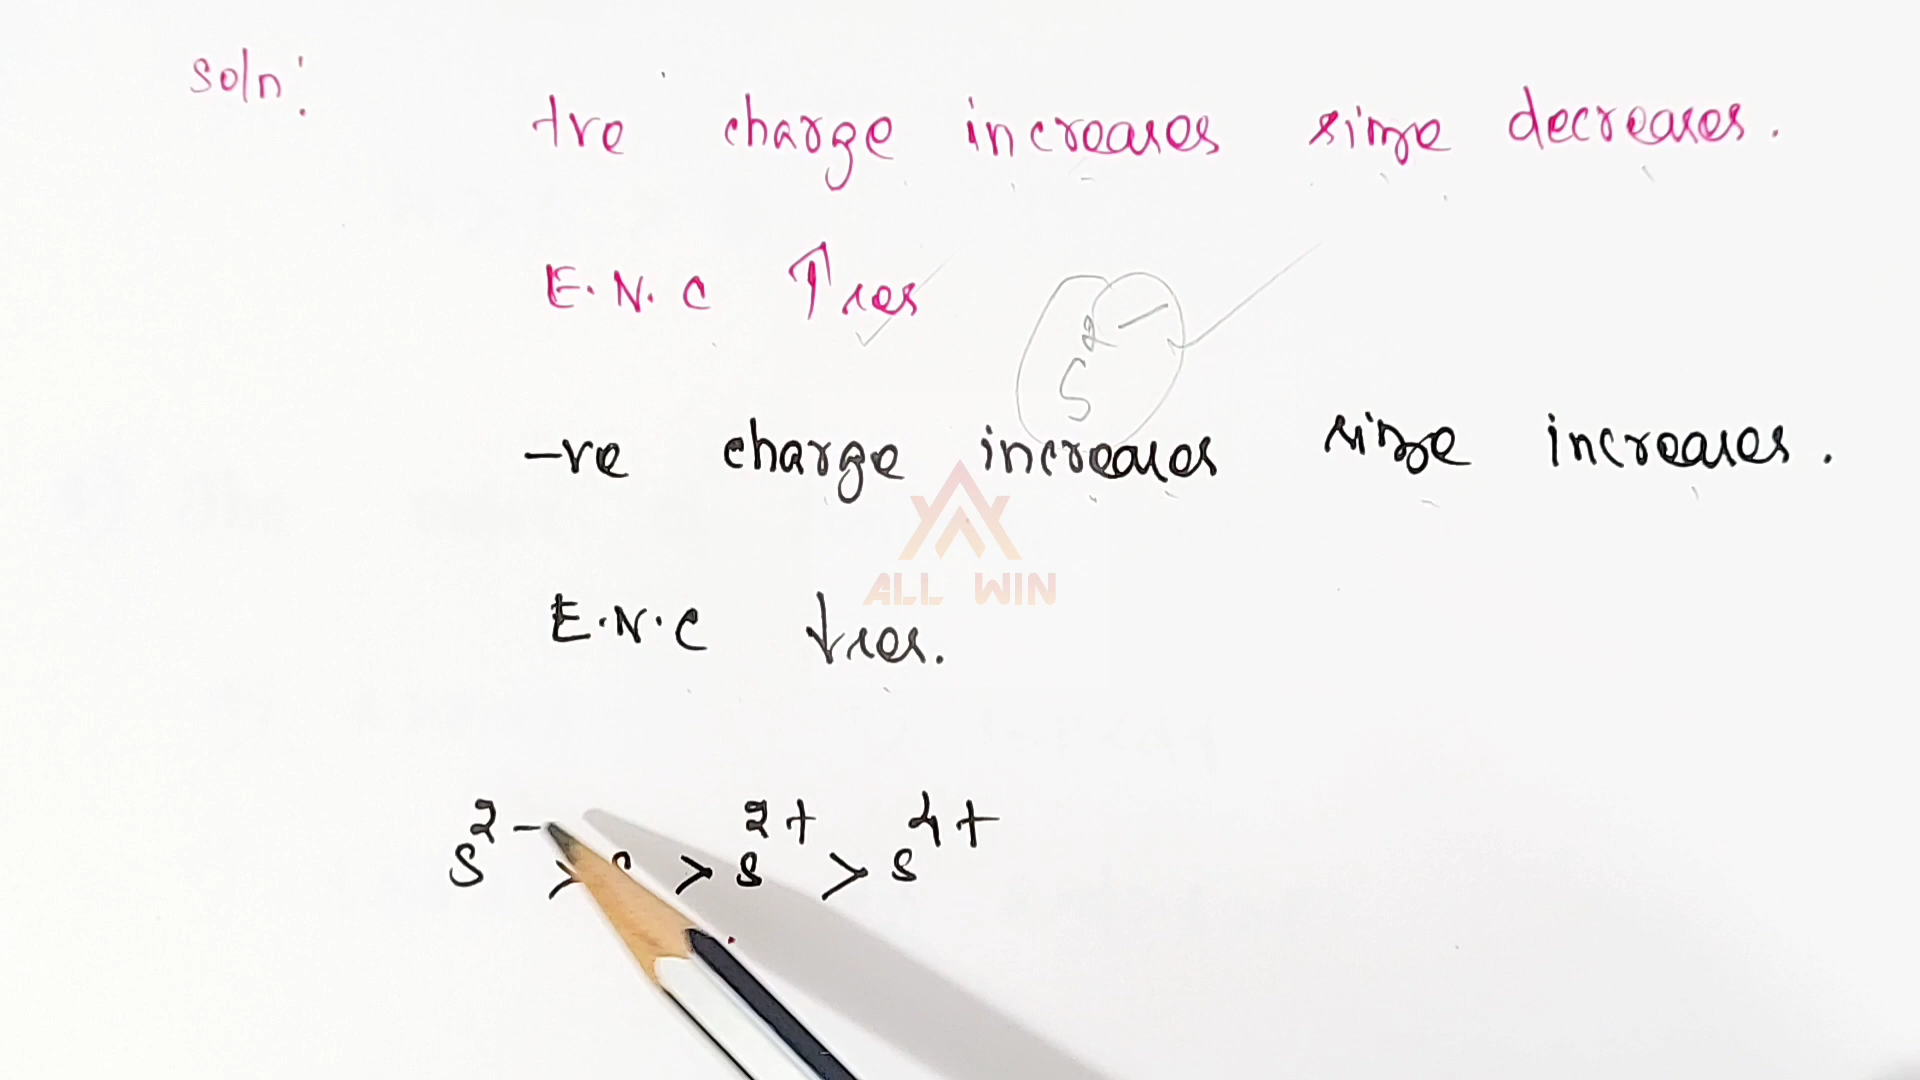 Soln:
+ve charge increases size decreases.
E.N.C ↑ses
S²⁻
-ve charge increases size increases.
ALL WIN
E.N.C ↓ses.
S²⁻ > S > S²⁺ > S⁴⁺